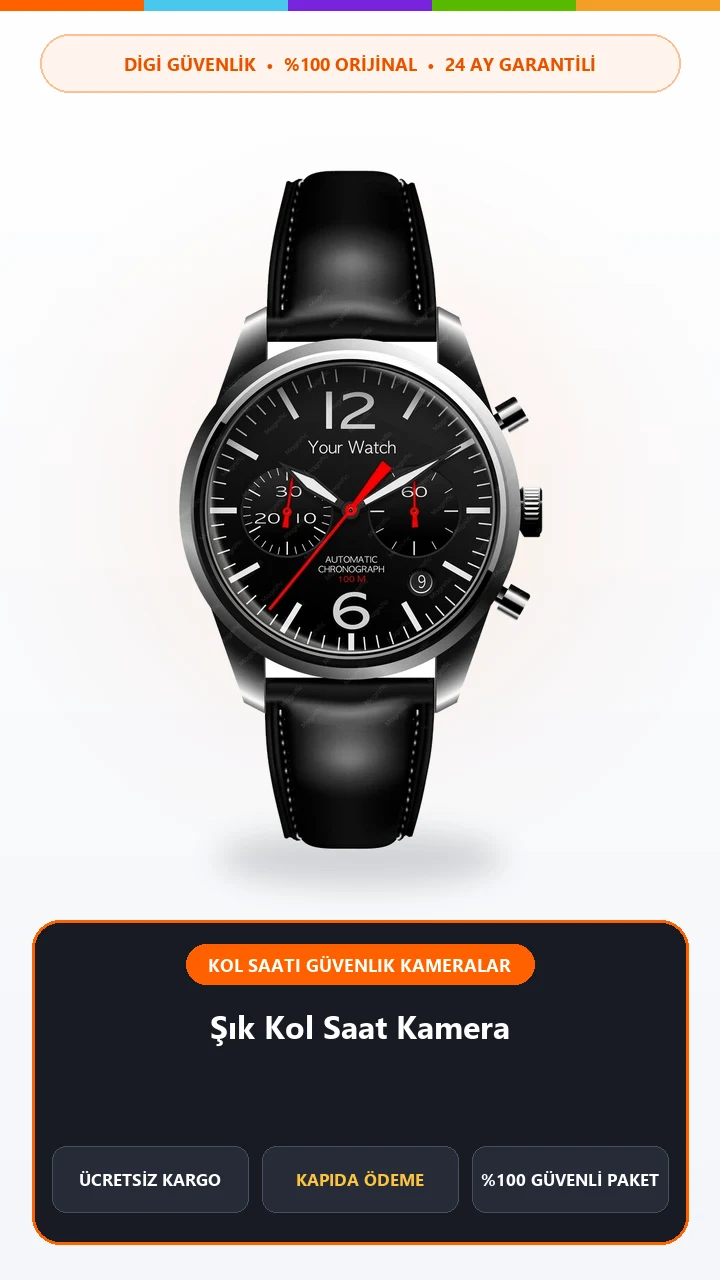 DİGİ GÜVENLİK • %100 ORİJİNAL • 24 AY GARANTİLİ
12
Your Watch
30
60
20
10
AUTOMATIC
CHRONOGRAPH
100 M
9
6
KOL SAATI GÜVENLIK KAMERALAR
Şık Kol Saat Kamera
ÜCRETSİZ KARGO
KAPIDA ÖDEME
%100 GÜVENLİ PAKET